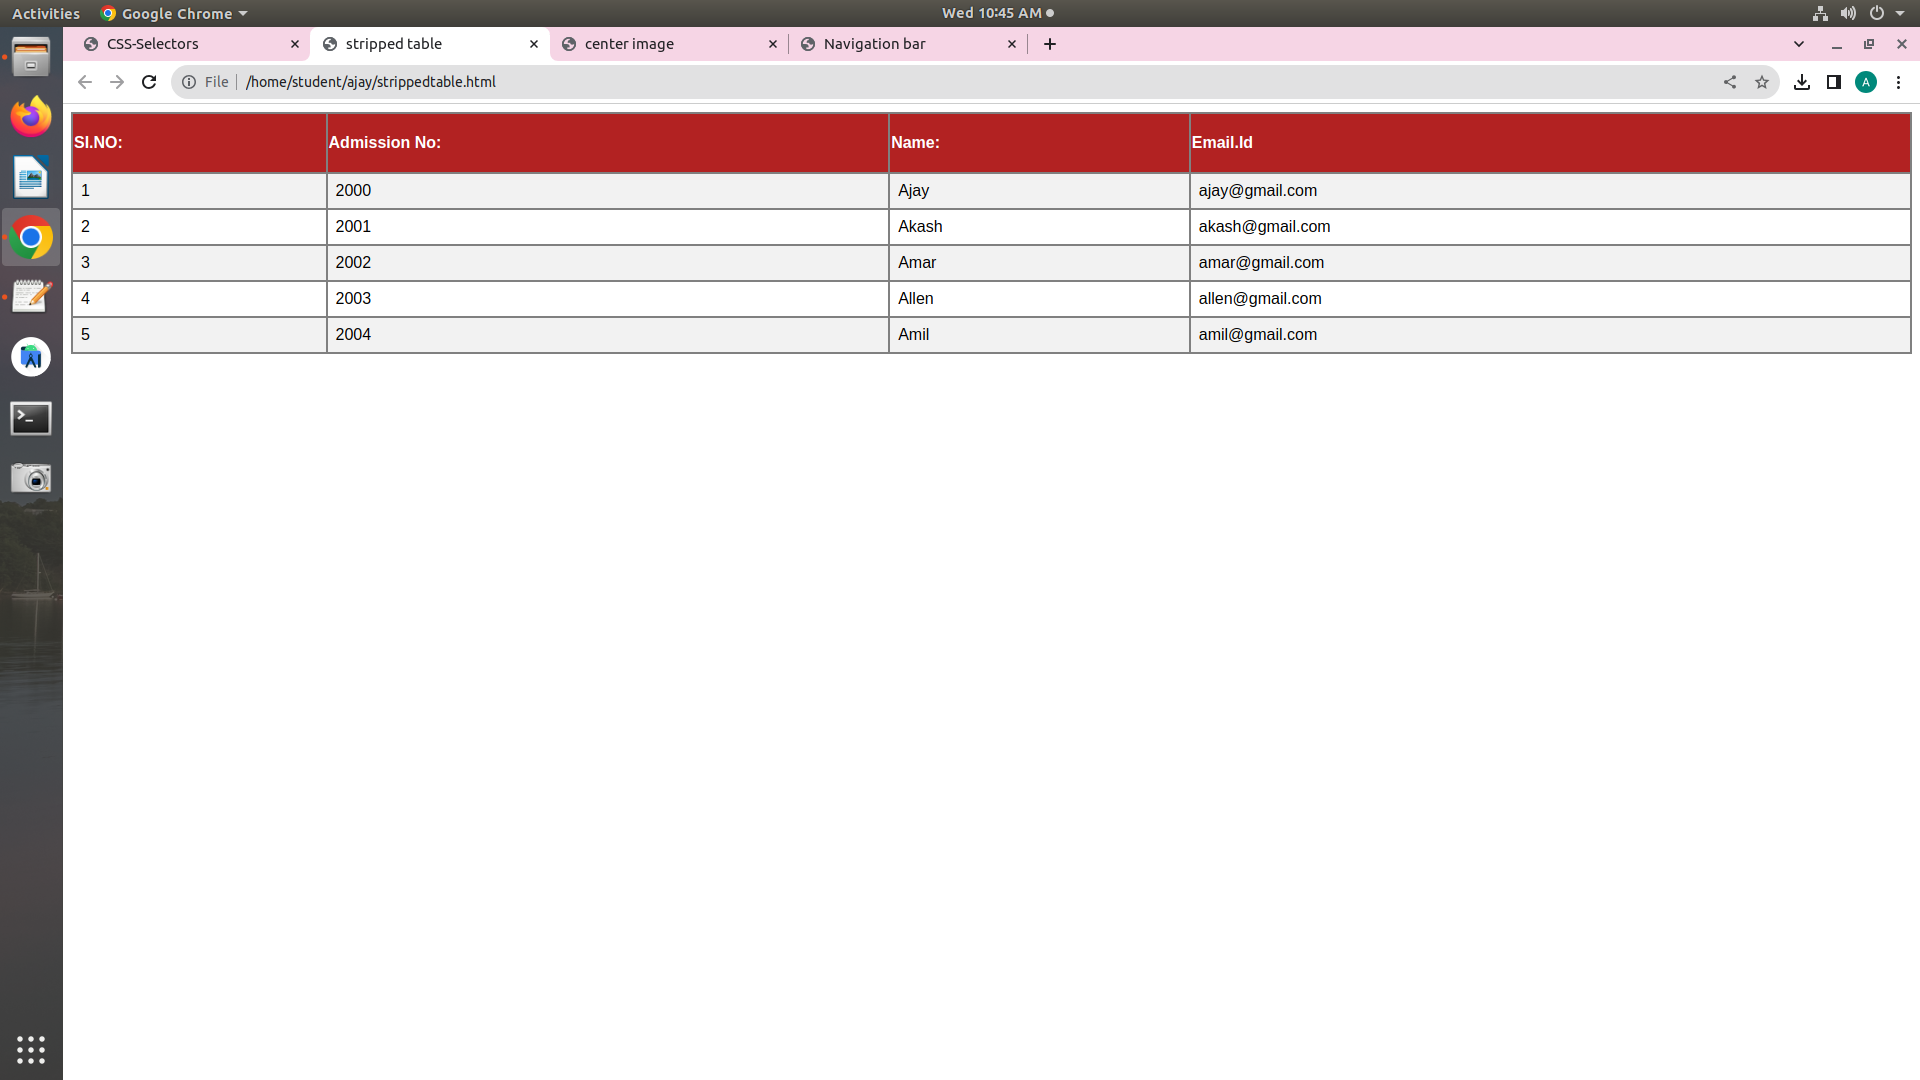 Activities Google Chrome Wed 10:45 AM
CSS-Selectors stripped table center image Navigation bar
File /home/student/ajay/strippedtable.html A
SI.NO: Admission No: Name: Email.Id
1 2000 Ajay ajay@gmail.com
2 2001 Akash akash@gmail.com
3 2002 Amar amar@gmail.com
4 2003 Allen allen@gmail.com
5 2004 Amil amil@gmail.com